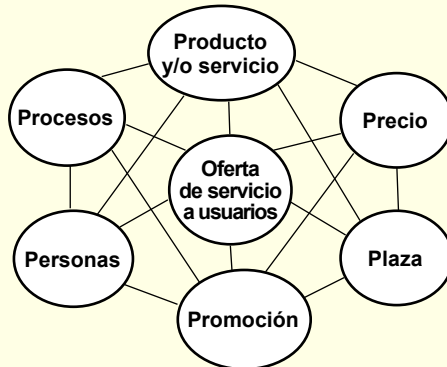 Producto
y/o servicio
Procesos
Precio
Oferta
de servicio
a usuarios
Personas
Plaza
Promoción